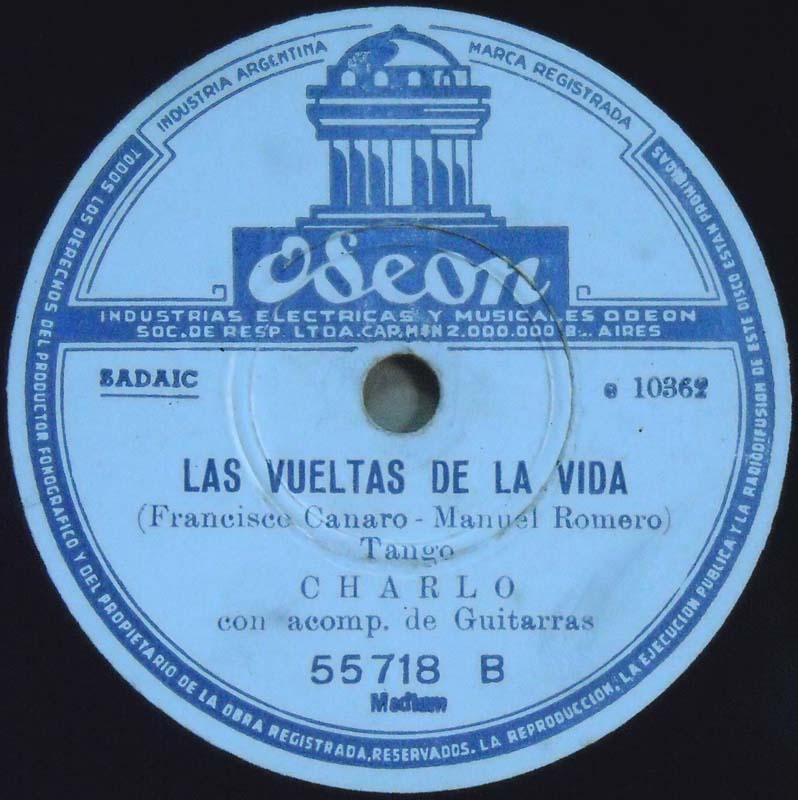 INDUSTRIA ARGENTINA
MARCA REGISTRADA
Odeon
INDUSTRIAS ELECTRICAS Y MUSICALES ODEON
SOC. DE RESP. LTDA. CAP. M$N 2.000.000 Bs. AIRES
SADAIC
e 10362
LAS VUELTAS DE LA VIDA
(Francisco Canaro - Manuel Romero)
Tango
CHARLO
con acomp. de Guitarras
55718 B
Medium
TODOS LOS DERECHOS DEL PRODUCTOR FONOGRAFICO Y DEL PROPIETARIO DE LA OBRA REGISTRADA, RESERVADOS. LA REPRODUCCION, LA EJECUCION PUBLICA Y LA RADIODIFUSION DE ESTE DISCO ESTAN PROHIBIDAS